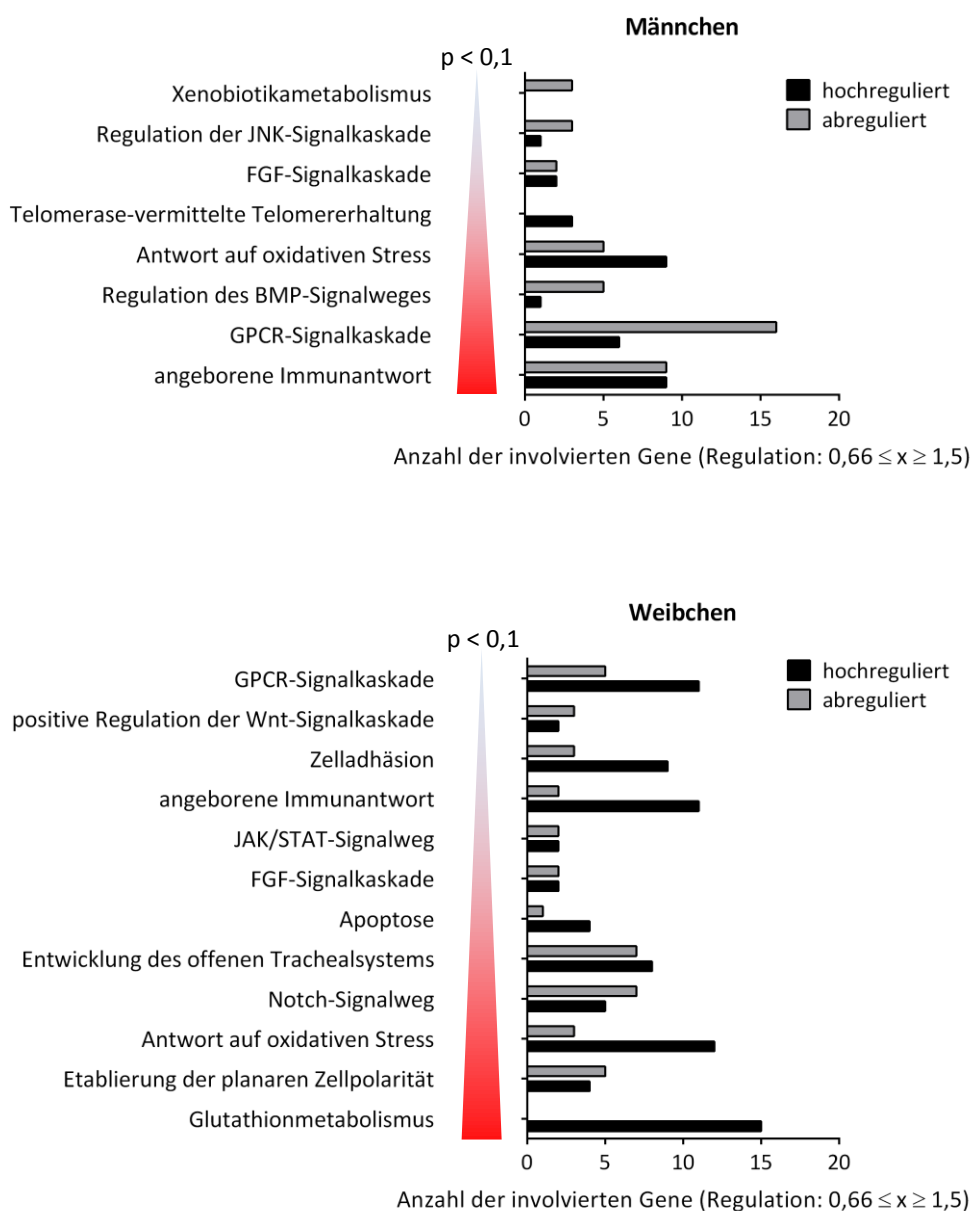 Männchen
p < 0,1
hochreguliert
abreguliert
Xenobiotikametabolismus
Regulation der JNK-Signalkaskade
FGF-Signalkaskade
Telomerase-vermittelte Telomererhaltung
Antwort auf oxidativen Stress
Regulation des BMP-Signalweges
GPCR-Signalkaskade
angeborene Immunantwort
0 5 10 15 20
Anzahl der involvierten Gene (Regulation: 0,66 ≤ x ≥ 1,5)
Weibchen
p < 0,1
hochreguliert
abreguliert
GPCR-Signalkaskade
positive Regulation der Wnt-Signalkaskade
Zelladhäsion
angeborene Immunantwort
JAK/STAT-Signalweg
FGF-Signalkaskade
Apoptose
Entwicklung des offenen Trachealsystems
Notch-Signalweg
Antwort auf oxidativen Stress
Etablierung der planaren Zellpolarität
Glutathionmetabolismus
0 5 10 15 20
Anzahl der involvierten Gene (Regulation: 0,66 ≤ x ≥ 1,5)